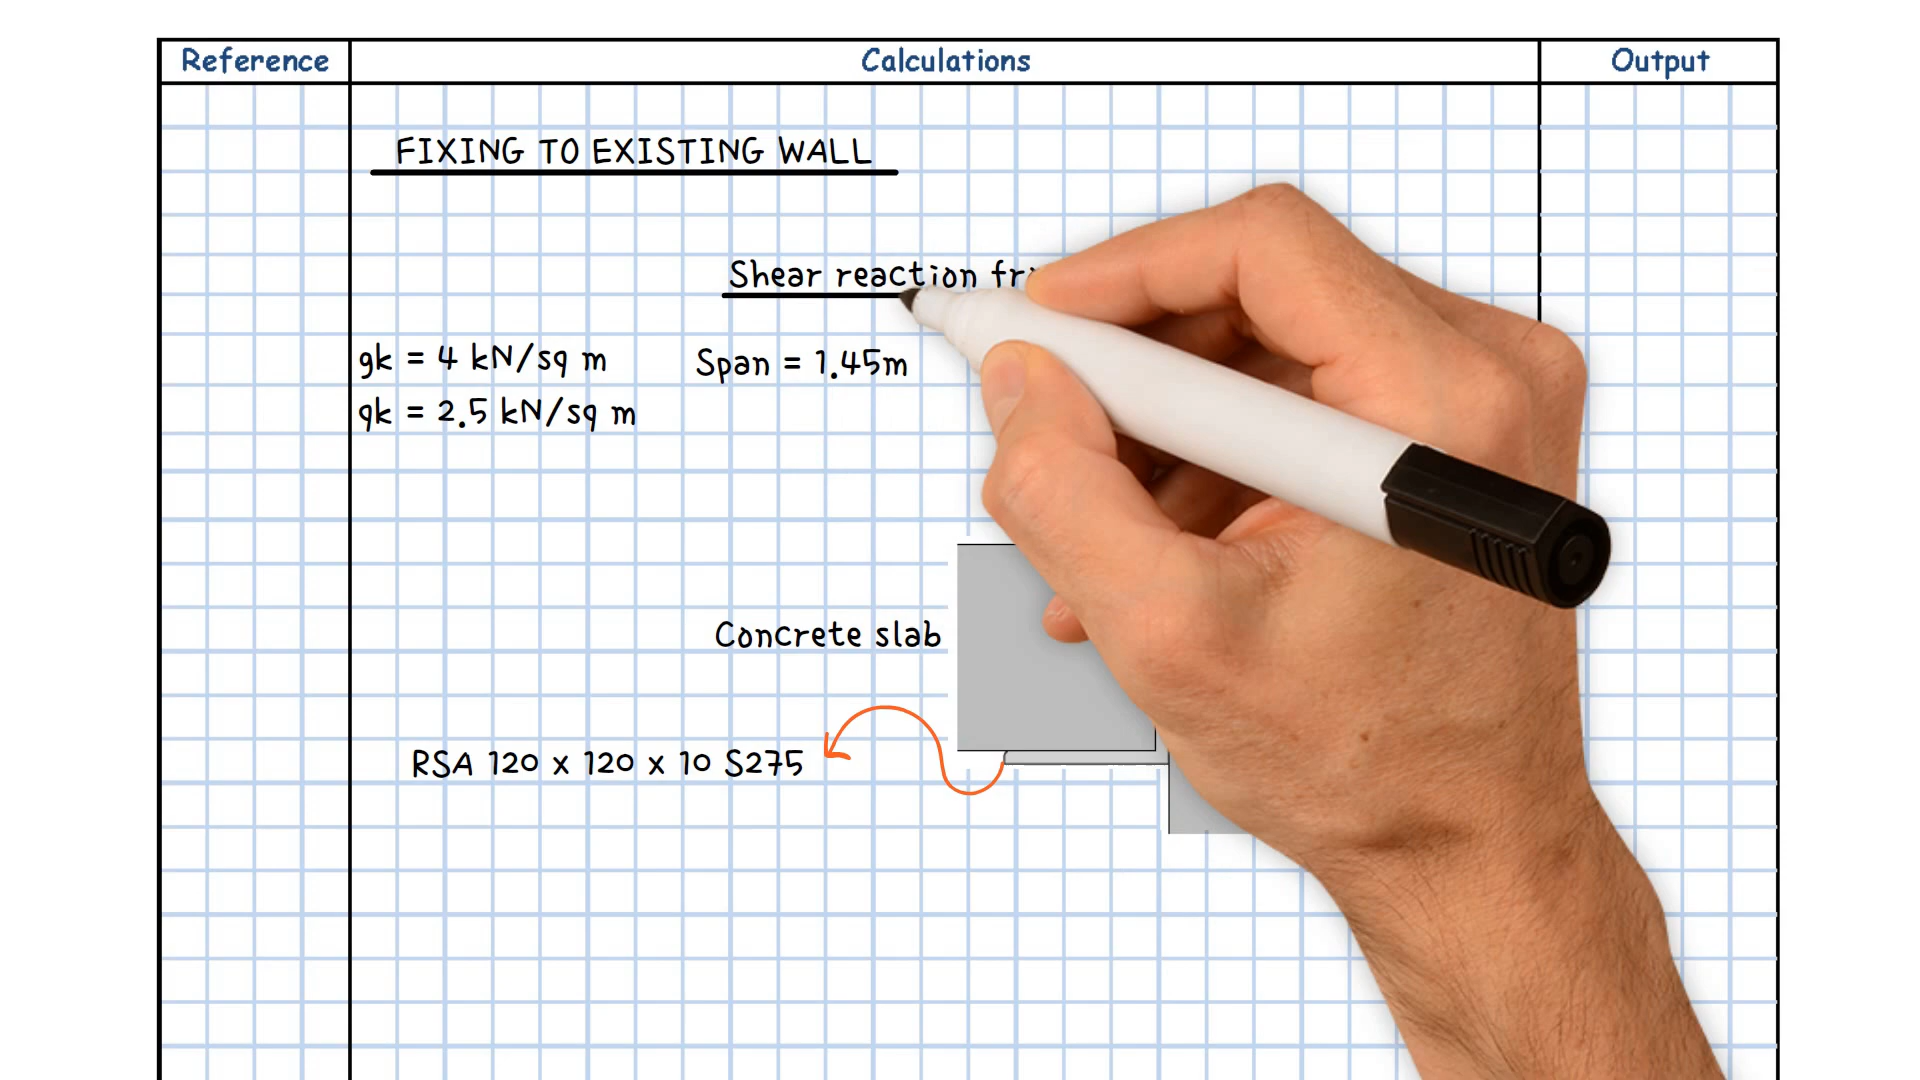 Reference Calculations Output
FIXING TO EXISTING WALL
Shear reaction
gk = 4 kN/sq m Span = 1.45m
qk = 2.5 kN/sq m
Concrete slab
RSA 120 x 120 x 10 S275